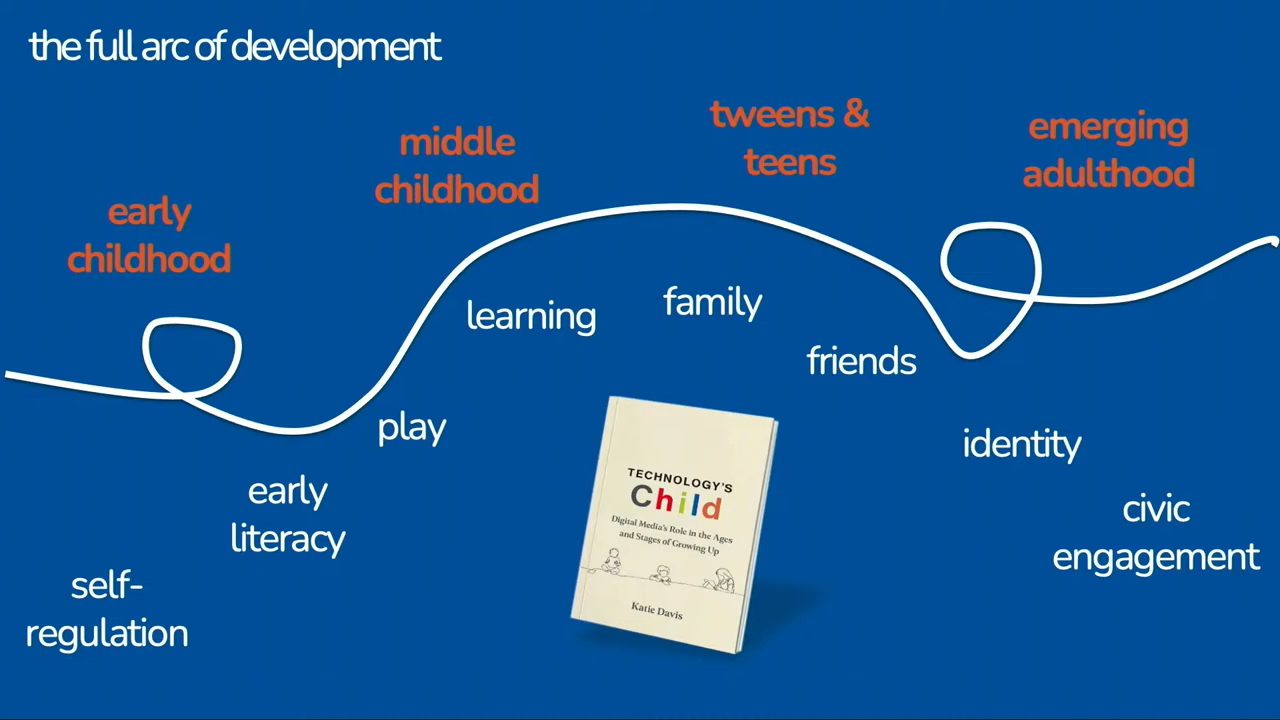 the full arc of development
early
childhood
middle
childhood
tweens &
teens
emerging
adulthood
self-
regulation
early
literacy
play
learning
family
friends
identity
civic
engagement
TECHNOLOGY'S
Child
Digital Media's Role in the Ages
and Stages of Growing Up
Katie Davis